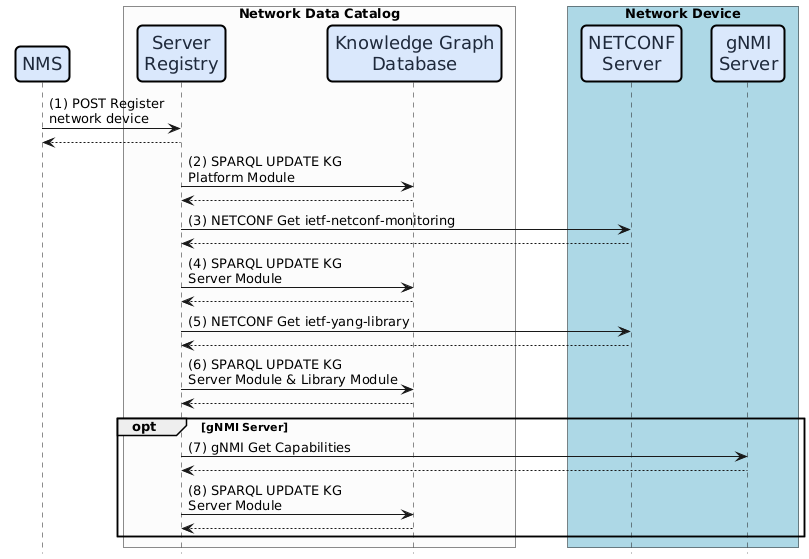 Network Data Catalog
Network Device
NMS
Server
Registry
Knowledge Graph
Database
NETCONF
Server
gNMI
Server
(1) POST Register
network device
(2) SPARQL UPDATE KG
Platform Module
(3) NETCONF Get ietf-netconf-monitoring
(4) SPARQL UPDATE KG
Server Module
(5) NETCONF Get ietf-yang-library
(6) SPARQL UPDATE KG
Server Module & Library Module
opt
[gNMI Server]
(7) gNMI Get Capabilities
(8) SPARQL UPDATE KG
Server Module